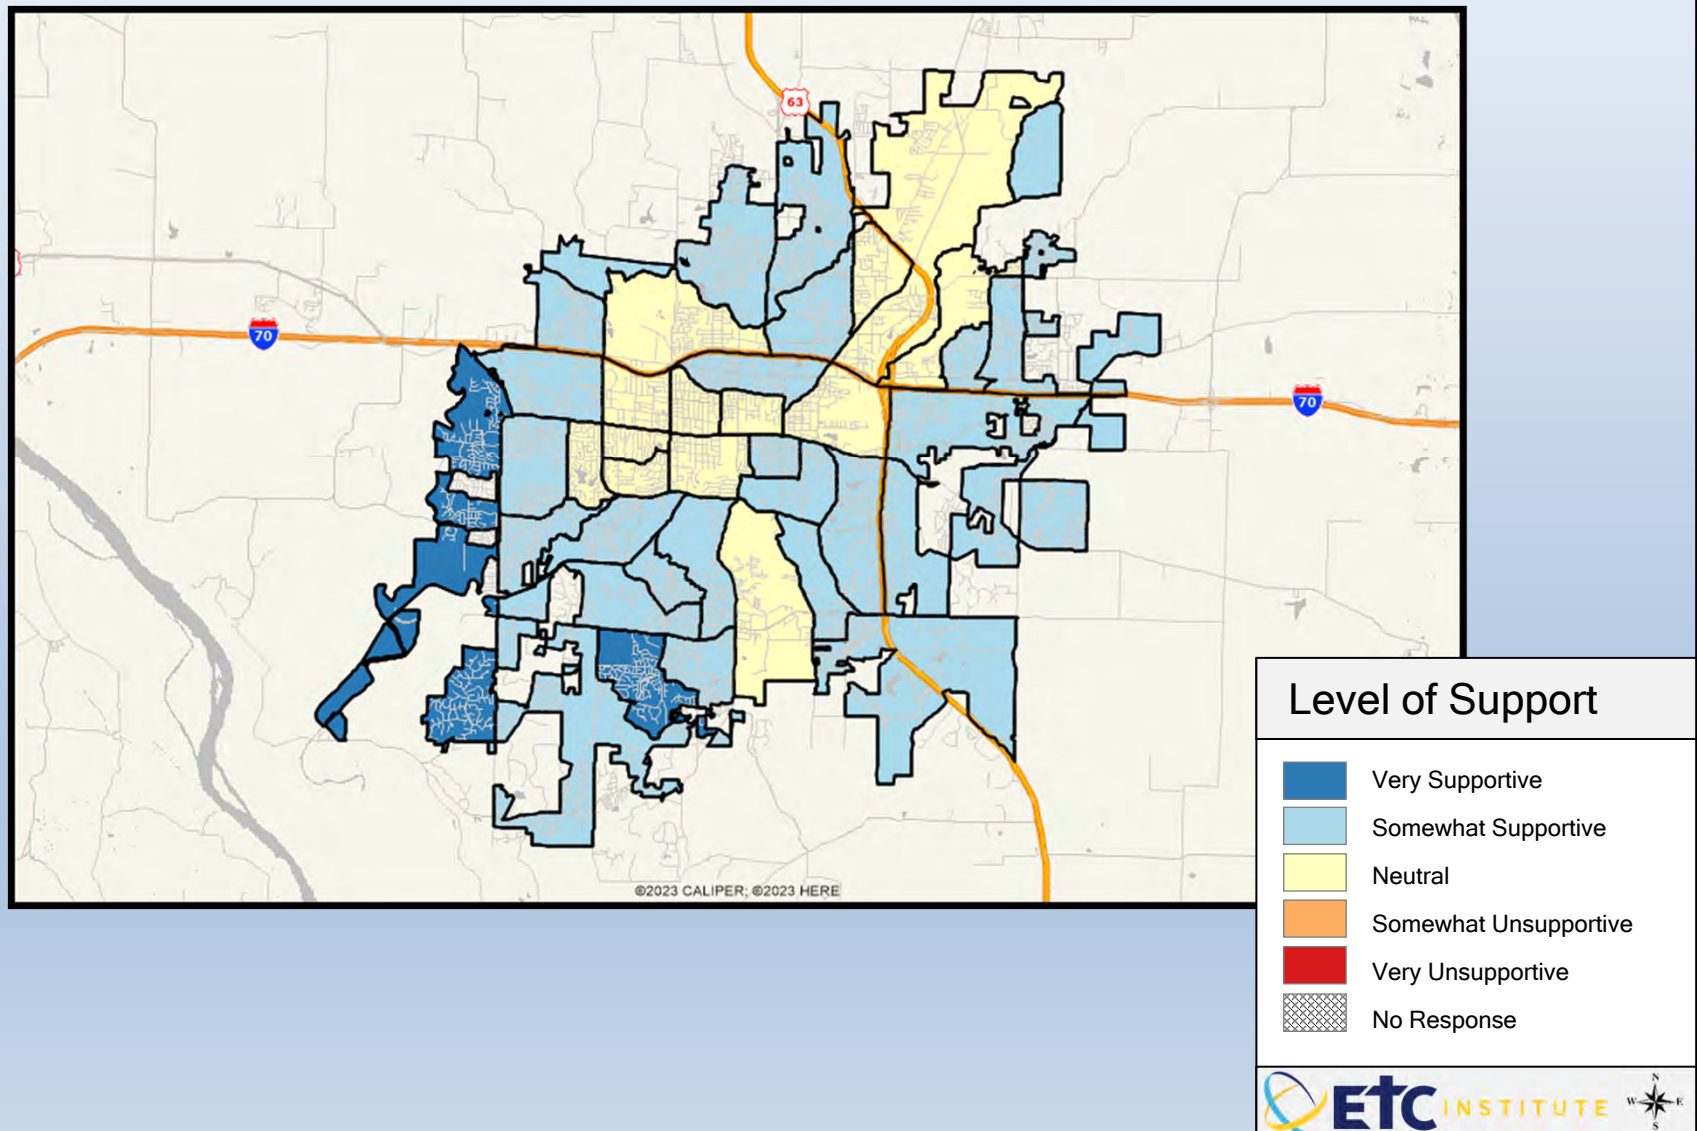 63
70
70
©2023 CALIPER; ©2023 HERE
Level of Support
Very Supportive
Somewhat Supportive
Neutral
Somewhat Unsupportive
Very Unsupportive
No Response
ETC INSTITUTE
N
W E
S